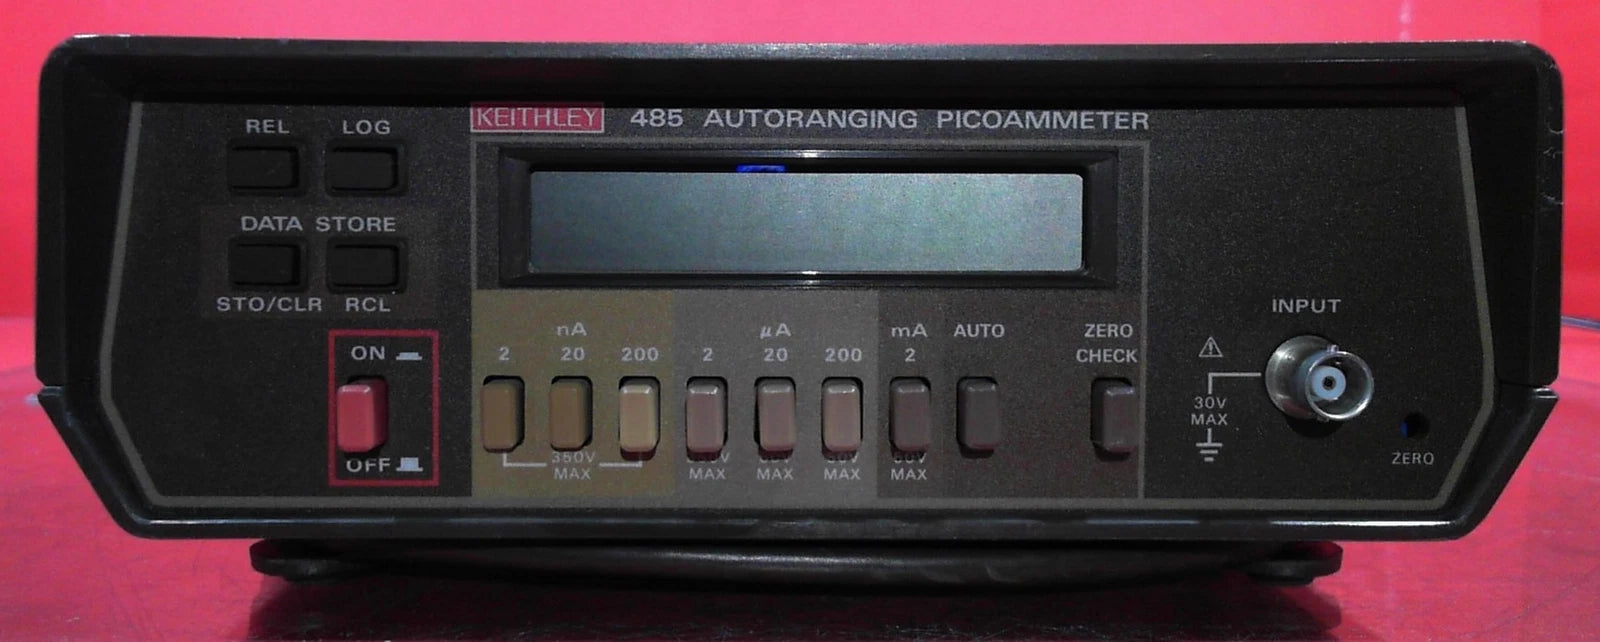 KEITHLEY 485 AUTORANGING PICOAMMETER
REL LOG
DATA STORE
STO/CLR RCL
ON
OFF
nA
2 20 200
350V
MAX
μA
2 20 200
MAX MAX MAX
mA
2
MAX
AUTO
ZERO
CHECK
INPUT
30V
MAX
ZERO